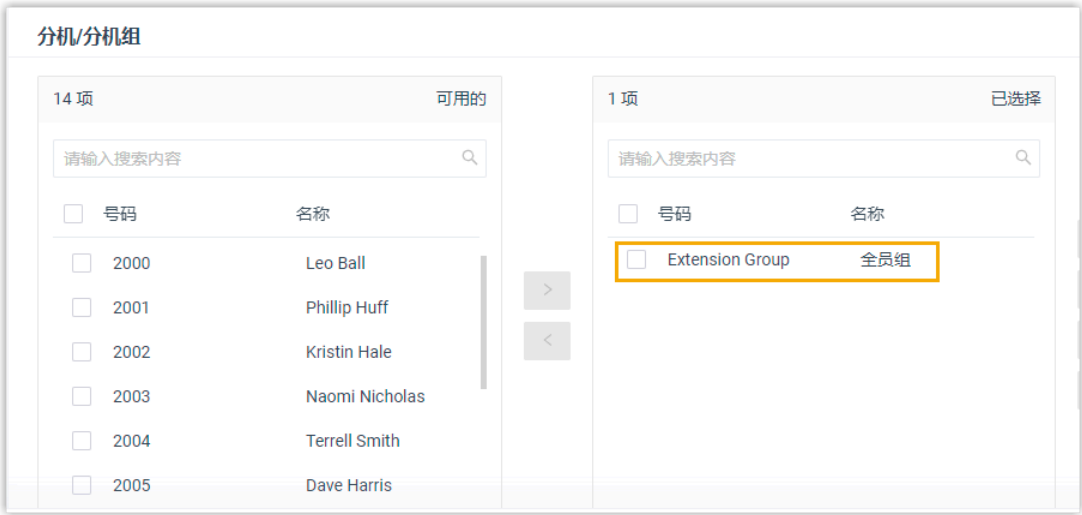 分机/分机组
14 项 可用的
请输入搜索内容
号码 名称
2000 Leo Ball
2001 Phillip Huff
2002 Kristin Hale
2003 Naomi Nicholas
2004 Terrell Smith
2005 Dave Harris
>
<
1 项 已选择
请输入搜索内容
号码 名称
Extension Group 全员组